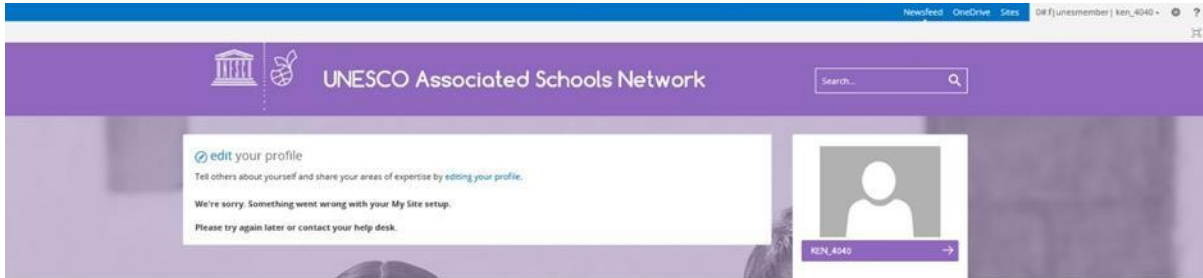 Newsfeed OneDrive Sites 0#.f|unesmember| ken_4040 ?
UNESCO Associated Schools Network
Search...
edit your profile
Tell others about yourself and share your areas of expertise by editing your profile.
We're sorry. Something went wrong with your My Site setup.
Please try again later or contact your help desk.
KEN_4040